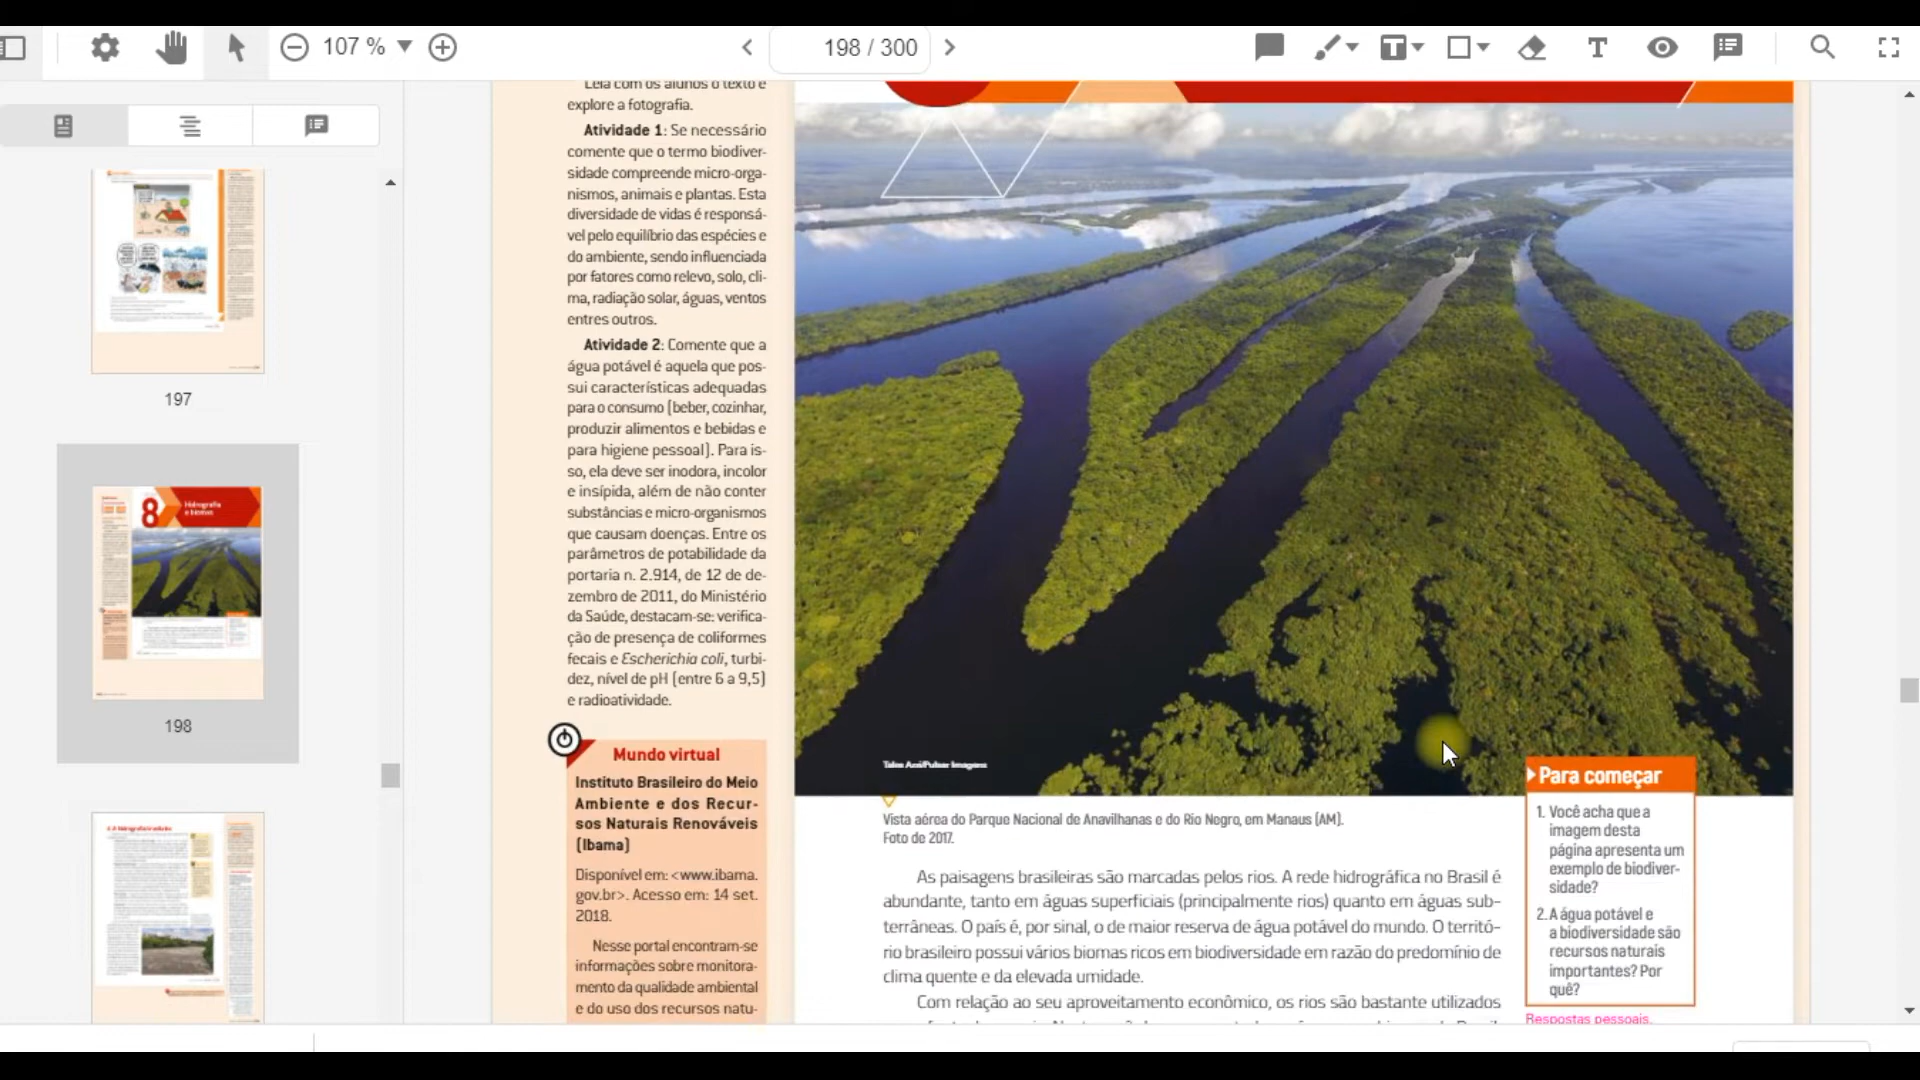 107 %
198 / 300
Leia com os alunos o texto e
explore a fotografia.
Atividade 1: Se necessário
comente que o termo biodiver-
sidade compreende micro-orga-
nismos, animais e plantas. Esta
diversidade de vidas é responsá-
vel pelo equilíbrio das espécies e
do ambiente, sendo influenciada
por fatores como relevo, solo, cli-
ma, radiação solar, águas, ventos
entres outros.
Atividade 2: Comente que a
água potável é aquela que pos-
sui características adequadas
para o consumo (beber, cozinhar,
produzir alimentos e bebidas e
para higiene pessoal). Para is-
so, ela deve ser inodora, incolor
e insípida, além de não conter
substâncias e micro-organismos
que causam doenças. Entre os
parâmetros de potabilidade da
portaria n. 2.914, de 12 de de-
zembro de 2011, do Ministério
da Saúde, destacam-se: verifica-
ção de presença de coliformes
fecais e Escherichia coli, turbi-
dez, nível de pH (entre 6 a 9,5)
e radioatividade.
Mundo virtual
Instituto Brasileiro do Meio
Ambiente e dos Recur-
sos Naturais Renováveis
(Ibama)
Disponível em: <www.ibama.
gov.br>. Acesso em: 14 set.
2018.
Nesse portal encontram-se
informações sobre monitora-
mento da qualidade ambiental
e do uso dos recursos natu-
Vista aérea do Parque Nacional de Anavilhanas e do Rio Negro, em Manaus (AM).
Foto de 2017.
As paisagens brasileiras são marcadas pelos rios. A rede hidrográfica no Brasil é
abundante, tanto em águas superficiais (principalmente rios) quanto em águas sub-
terrâneas. O país é, por sinal, o de maior reserva de água potável do mundo. O territó-
rio brasileiro possui vários biomas ricos em biodiversidade em razão do predomínio de
clima quente e da elevada umidade.
Com relação ao seu aproveitamento econômico, os rios são bastante utilizados
Para começar
1. Você acha que a
imagem desta
página apresenta um
exemplo de biodiver-
sidade?
2. A água potável e
a biodiversidade são
recursos naturais
importantes? Por
quê?
Respostas pessoais.
197
8
Hidrografia
e biomas
198